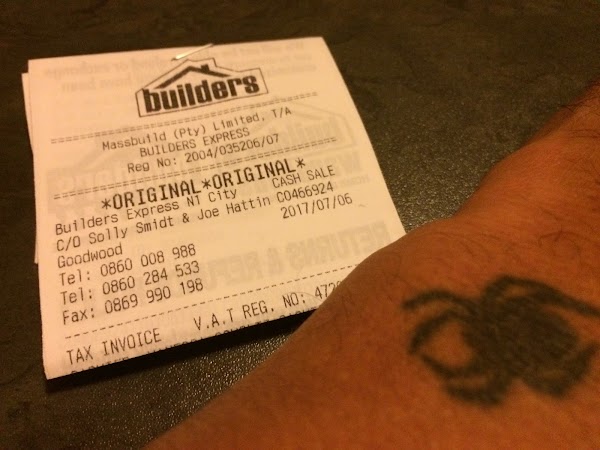 builders
Massbuild (Pty) Limited, T/A
BUILDERS EXPRESS
Reg No: 2004/035206/07
*ORIGINAL*ORIGINAL*
Builders Express N1 City CASH SALE
C/O Solly Smidt & Joe Hattin C0466924
Goodwood 2017/07/06
Tel: 0860 008 988
Tel: 0860 284 533
Fax: 0869 990 198
TAX INVOICE V.A.T REG. NO:
RETURNS &